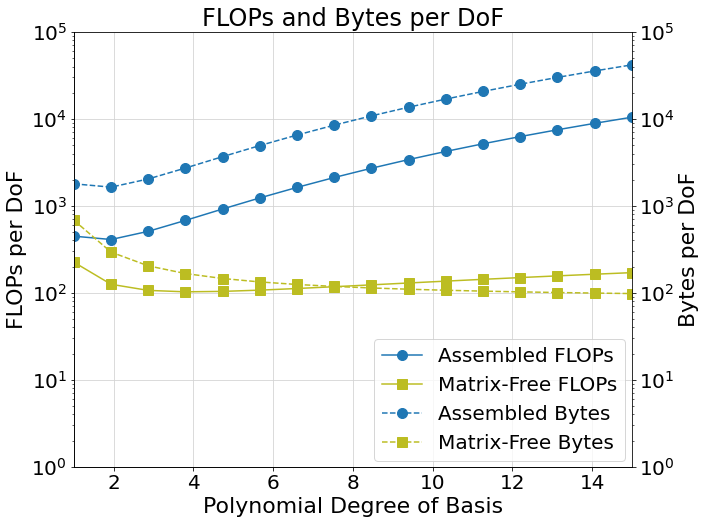 FLOPs and Bytes per DoF
FLOPs per DoF
10^5
10^4
10^3
10^2
10^1
10^0
2 4 6 8 10 12 14
Polynomial Degree of Basis
10^5
10^4
10^3
10^2
10^1
10^0
Bytes per DoF
Assembled FLOPs
Matrix-Free FLOPs
Assembled Bytes
Matrix-Free Bytes